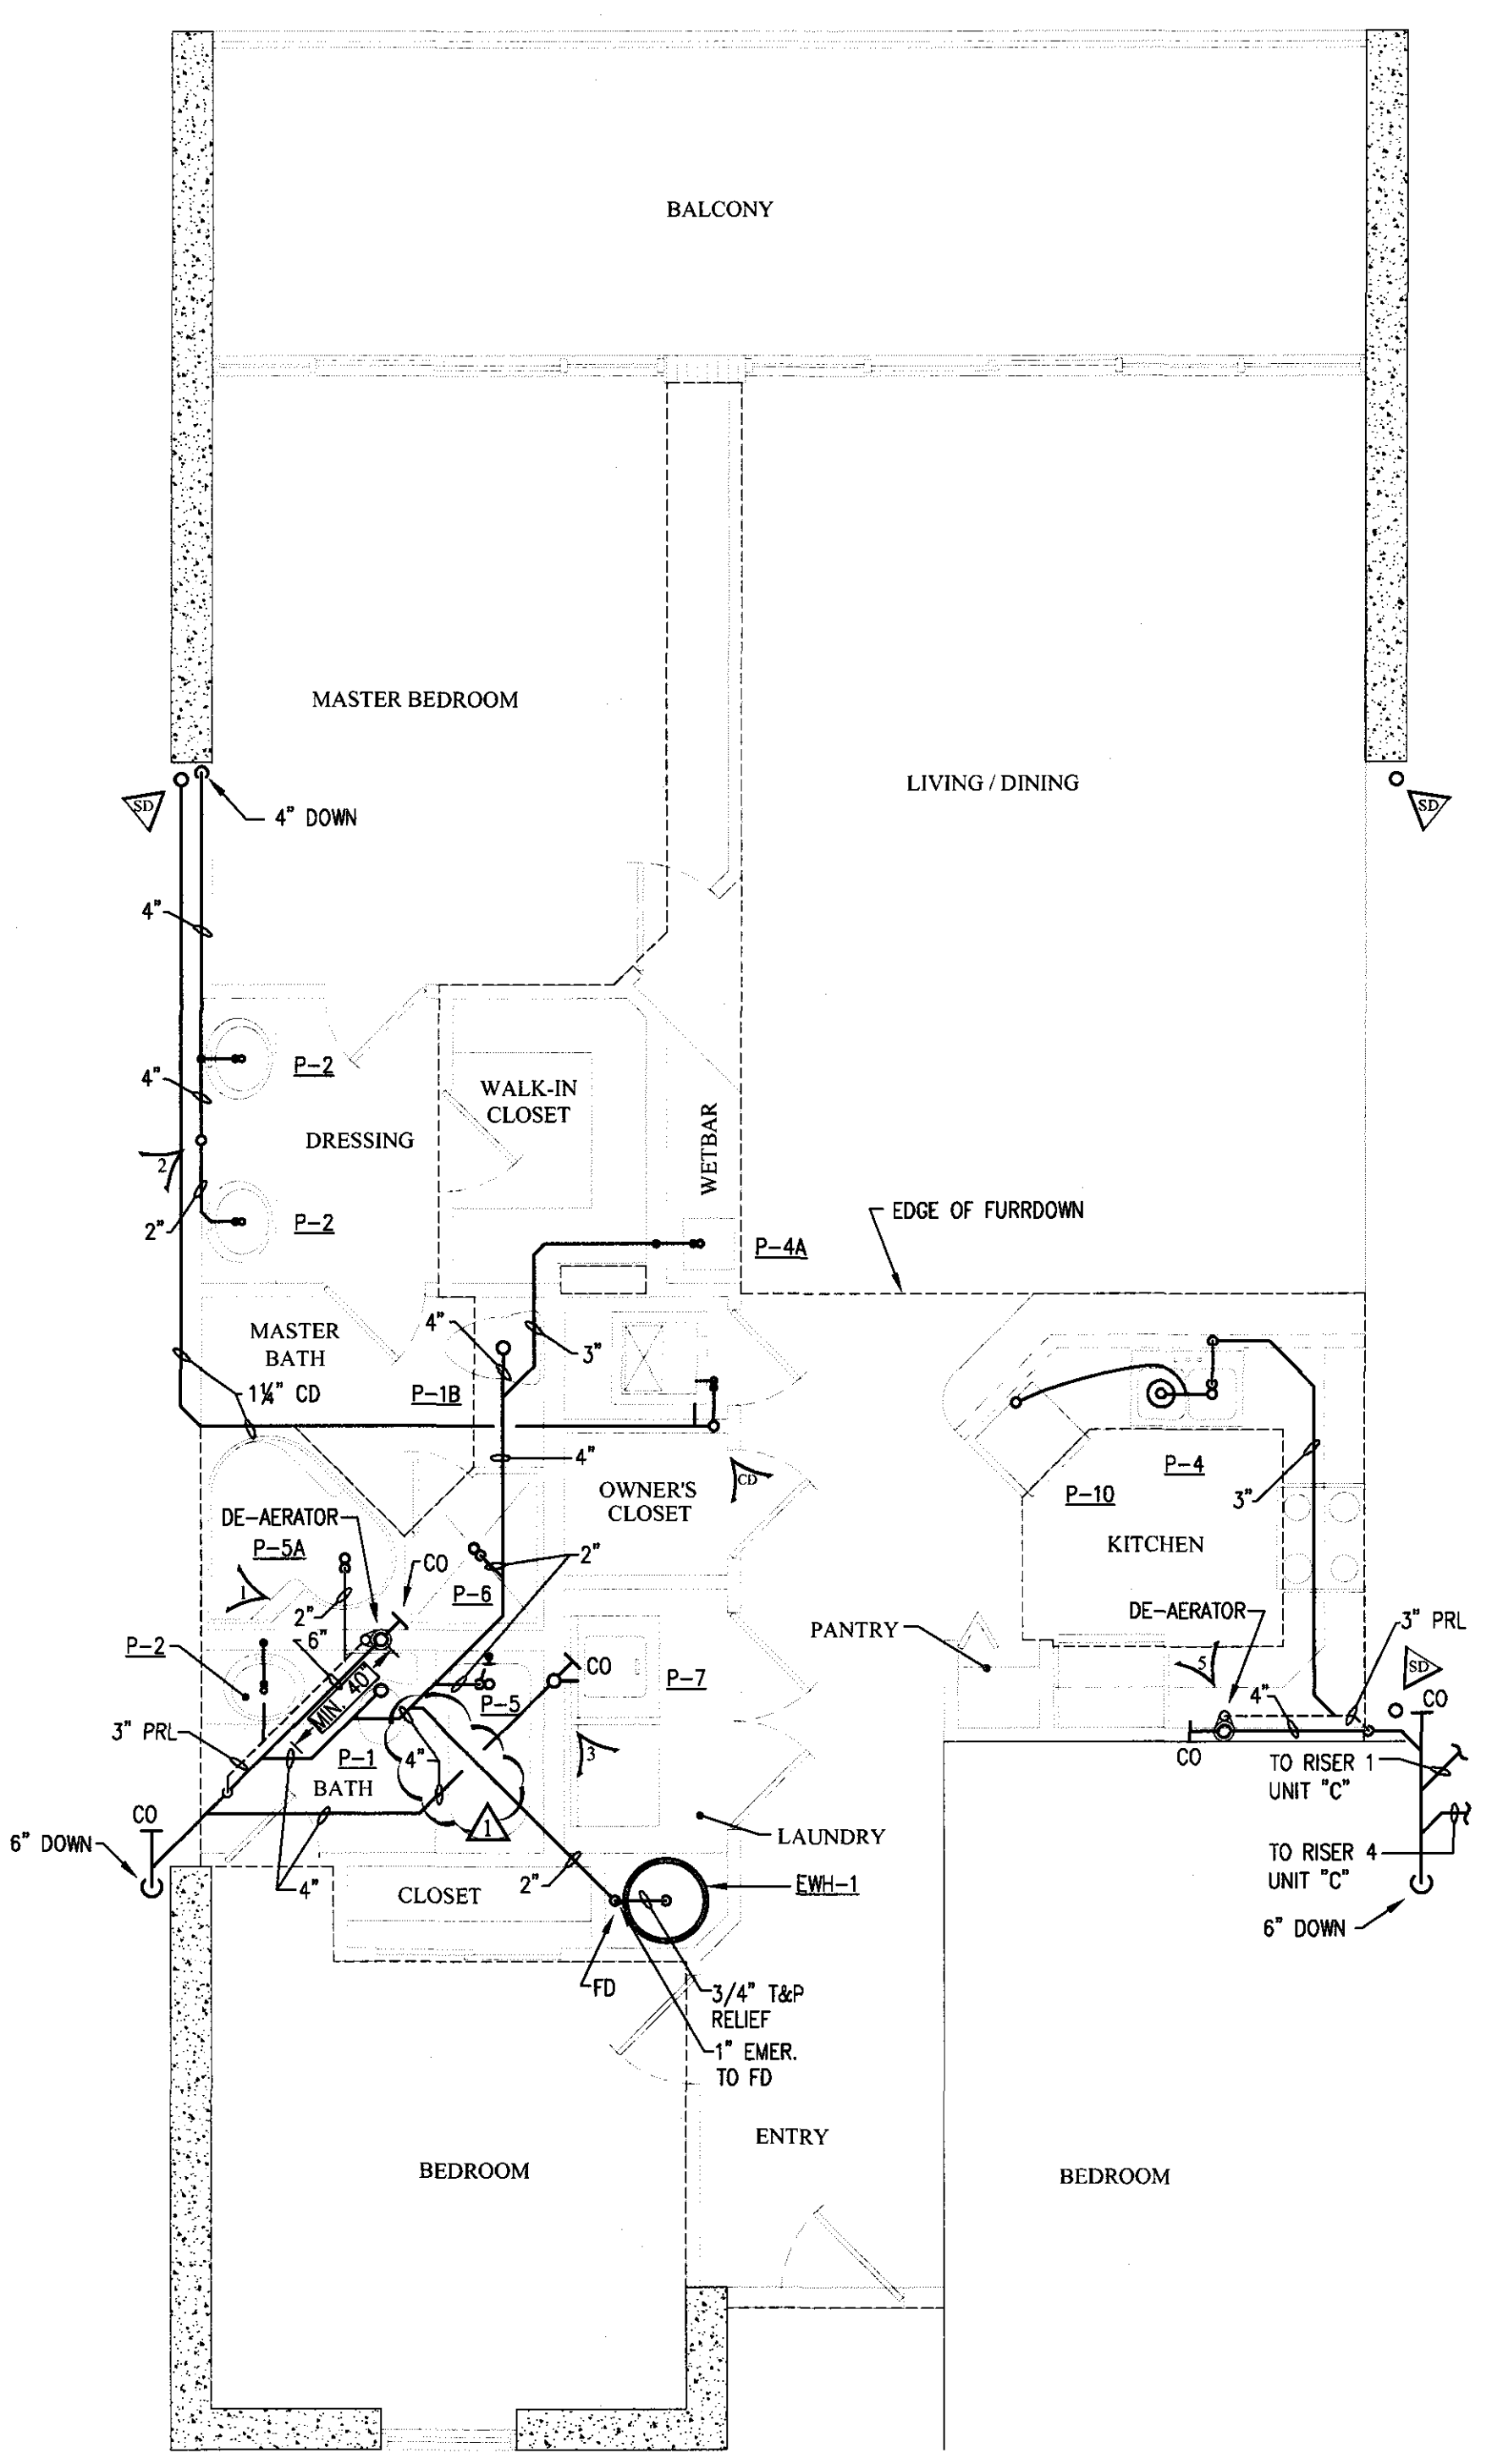 BALCONY
MASTER BEDROOM
LIVING / DINING
SD
4" DOWN
SD
4"
P-2
4"
WALK-IN
CLOSET
DRESSING
WETBAR
2
P-2
2"
EDGE OF FURRDOWN
P-4A
MASTER
BATH
4"
3"
1¼" CD
P-1B
4"
P-4
CD
OWNER'S
CLOSET
P-10
3"
DE-AERATOR
P-5A
KITCHEN
CO
2"
1
P-6
2"
DE-AERATOR
3" PRL
PANTRY
P-2
6"
CO
P-7
5
SD
MIN. 40"
P-5
4"
CO
3" PRL
P-1
4"
3
CO
TO RISER 1
UNIT "C"
BATH
CO
1
LAUNDRY
6" DOWN
TO RISER 4
UNIT "C"
4"
CLOSET
2"
EWH-1
6" DOWN
FD
3/4" T&P
RELIEF
1" EMER.
TO FD
ENTRY
BEDROOM
BEDROOM